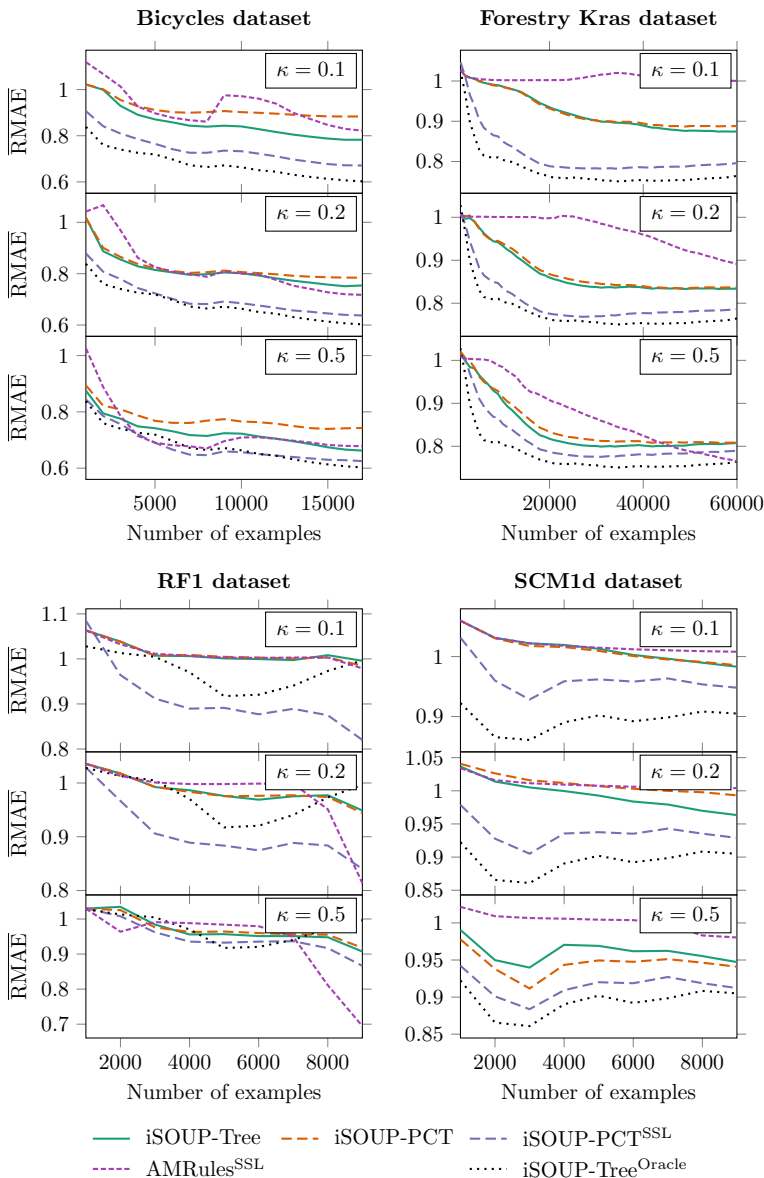 Bicycles dataset
κ = 0.1
1
0.8
0.6
RMAE
κ = 0.2
1
0.8
0.6
RMAE
κ = 0.5
1
0.8
0.6
RMAE
5000 10000 15000
Number of examples
Forestry Kras dataset
κ = 0.1
1
0.9
0.8
κ = 0.2
1
0.9
0.8
κ = 0.5
1
0.9
0.8
20000 40000 60000
Number of examples
RF1 dataset
κ = 0.1
1.1
1
0.9
0.8
RMAE
κ = 0.2
1
0.9
0.8
RMAE
κ = 0.5
1
0.9
0.8
0.7
RMAE
2000 4000 6000 8000
Number of examples
SCM1d dataset
κ = 0.1
1
0.9
κ = 0.2
1.05
1
0.95
0.9
0.85
κ = 0.5
1
0.95
0.9
0.85
2000 4000 6000 8000
Number of examples
iSOUP-Tree iSOUP-PCT iSOUP-PCT^SSL
AMRules^SSL iSOUP-Tree^Oracle